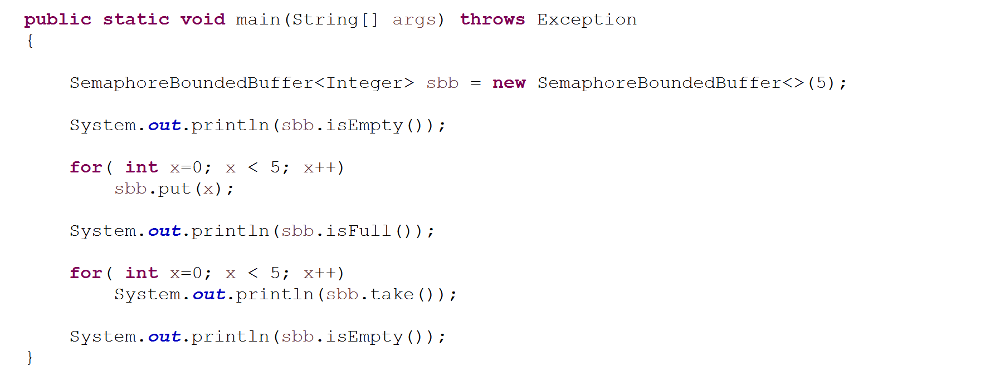 public static void main(String[] args) throws Exception
{
SemaphoreBoundedBuffer<Integer> sbb = new SemaphoreBoundedBuffer<>(5);
System.out.println(sbb.isEmpty());
for( int x=0; x < 5; x++)
sbb.put(x);
System.out.println(sbb.isFull());
for( int x=0; x < 5; x++)
System.out.println(sbb.take());
System.out.println(sbb.isEmpty());
}